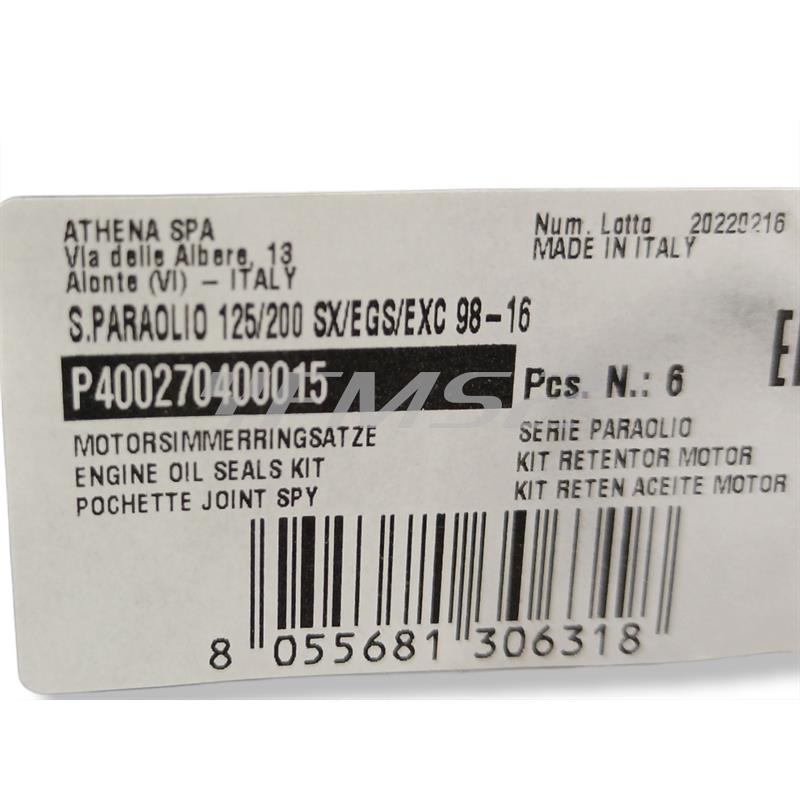 ATHENA SPA
Via delle Albere, 13
Alonte (VI) – ITALY
Num. Lotto 20220216
MADE IN ITALY
S.PARAOLIO 125/200 SX/EGS/EXC 98–16
P400270400015
Pcs. N.: 6
MOTORSIMMERRINGSATZE
ENGINE OIL SEALS KIT
POCHETTE JOINT SPY
SERIE PARAOLIO
KIT RETENTOR MOTOR
KIT RETEN ACEITE MOTOR
8 055681 306318